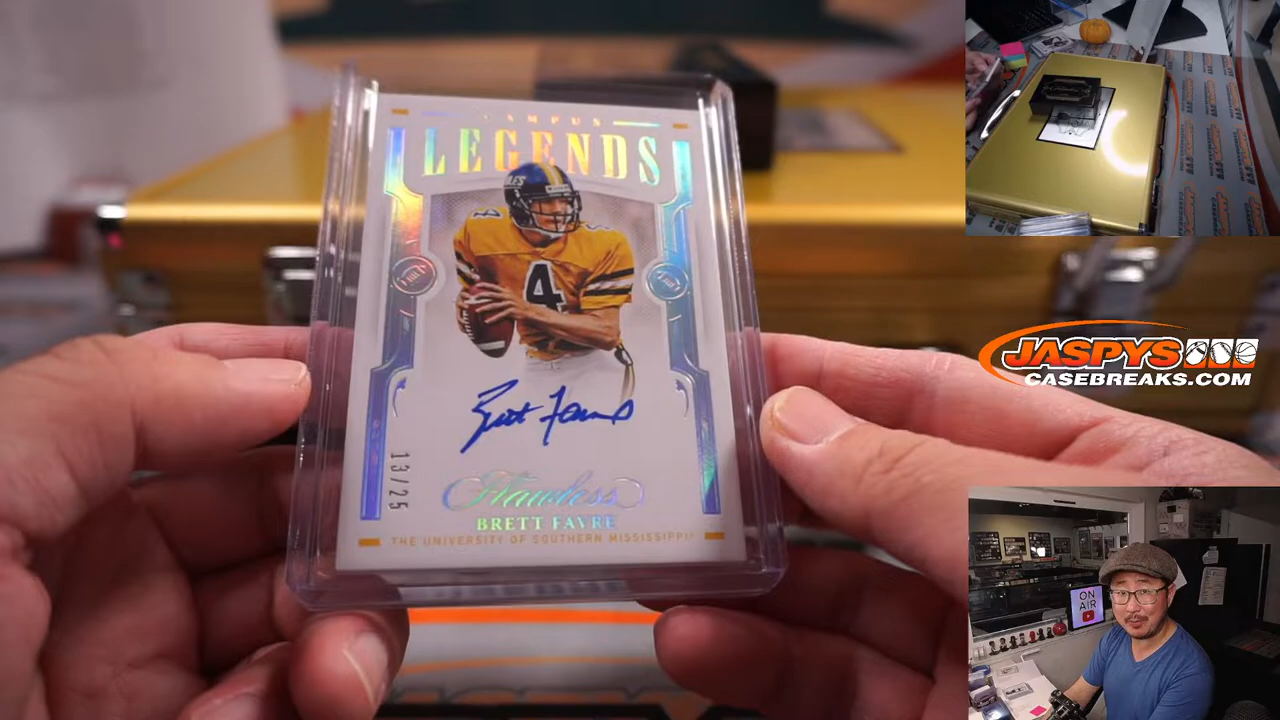 CAMPUS
LEGENDS
4
4
Brett Favre
13/25
Flawless
BRETT FAVRE
THE UNIVERSITY OF SOUTHERN MISSISSIPPI
JASPYS
CASEBREAKS.COM
ON
AIR